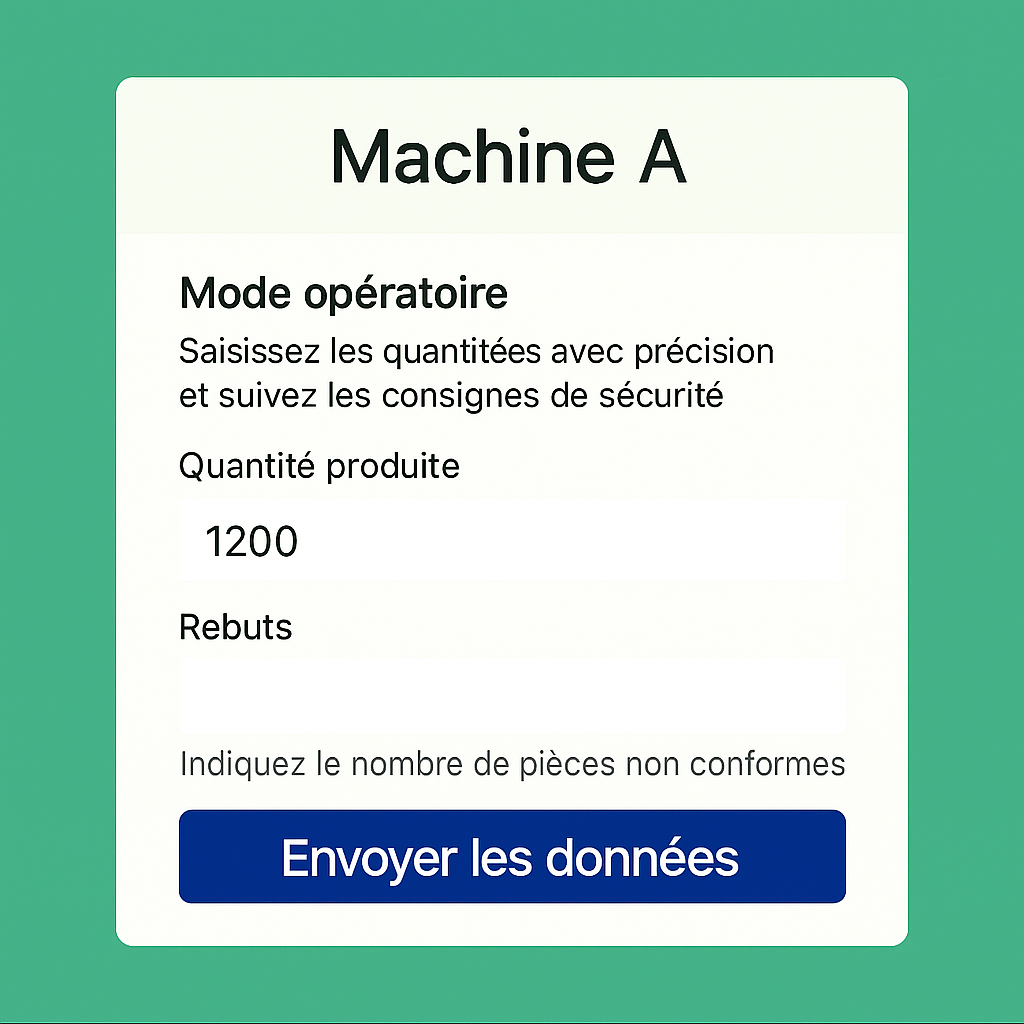 Machine A
Mode opératoire
Saisissez les quantitées avec précision
et suivez les consignes de sécurité
Quantité produite
1200
Rebuts
Indiquez le nombre de pièces non conformes
Envoyer les données